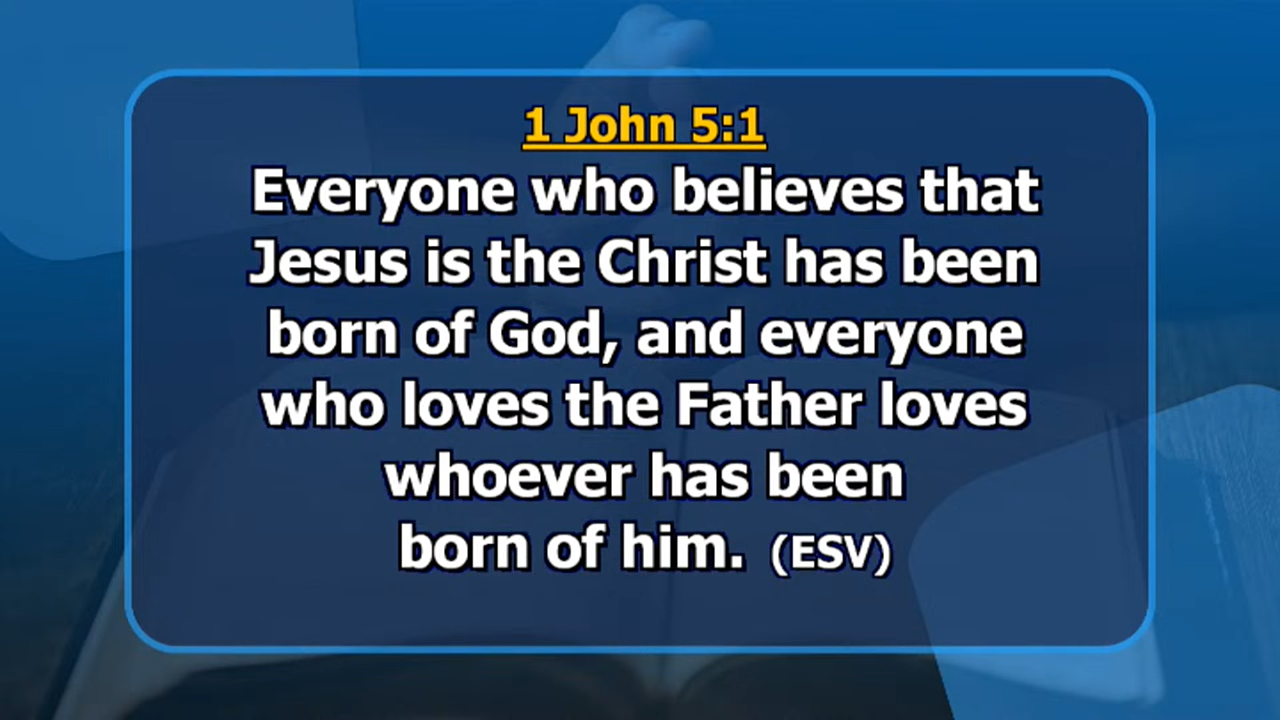 1 John 5:1
Everyone who believes that
Jesus is the Christ has been
born of God, and everyone
who loves the Father loves
whoever has been
born of him. (ESV)